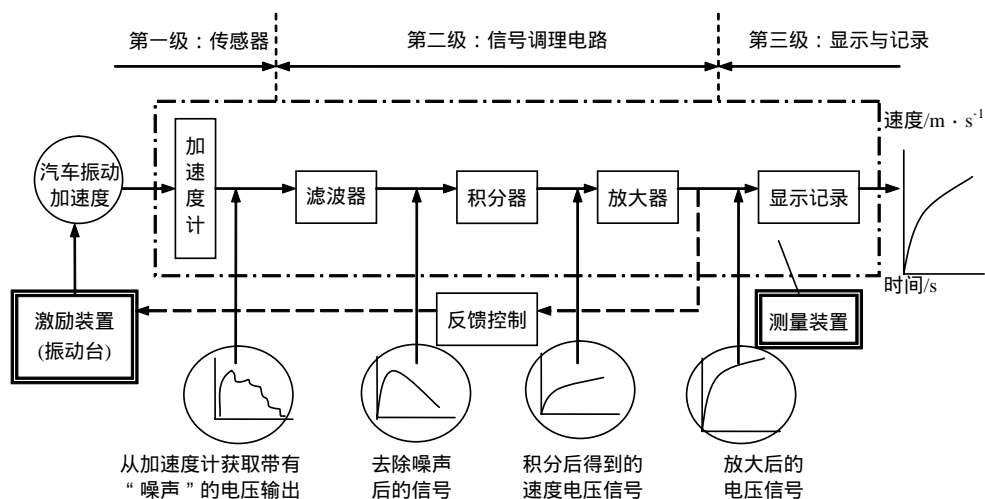 第一级：传感器
第二级：信号调理电路
第三级：显示与记录
速度/m · s⁻¹
加
速
度
计
汽车振动
加速度
滤波器
积分器
放大器
显示记录
时间/s
激励装置
(振动台)
反馈控制
测量装置
从加速度计获取带有
“噪声”的电压输出
去除噪声
后的信号
积分后得到的
速度电压信号
放大后的
电压信号